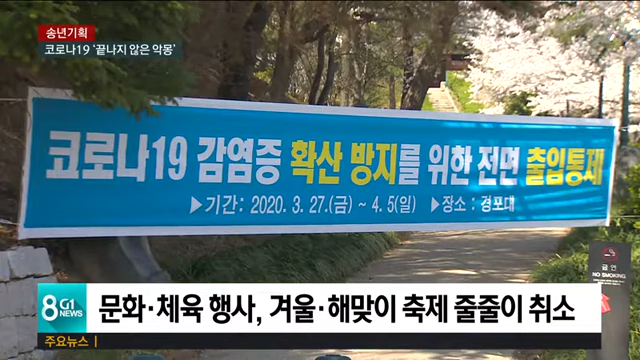 송년기획
코로나19 '끝나지 않은 악몽'
코로나19 감염증 확산 방지를 위한 전면 출입통제
▶기간: 2020. 3. 27.(금) ~ 4. 5(일) ▶장소 : 경포대
금연
NO SMOKING
8 G1 NEWS
문화·체육 행사, 겨울·해맞이 축제 줄줄이 취소
주요뉴스